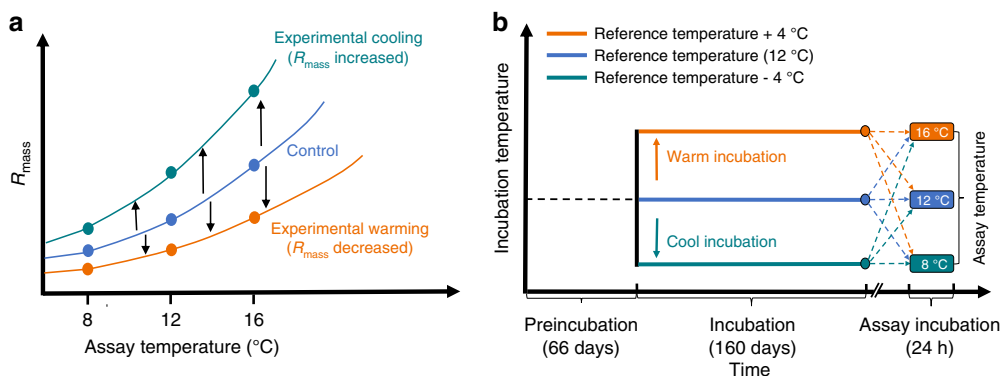 a
Experimental cooling
(Rmass increased)
Control
Experimental warming
(Rmass decreased)
Rmass
8 12 16
Assay temperature (°C)
b
Reference temperature + 4 °C
Reference temperature (12 °C)
Reference temperature - 4 °C
Incubation temperature
Warm incubation
Cool incubation
16 °C
12 °C
8 °C
Assay temperature
Preincubation
(66 days)
Incubation
(160 days)
Assay incubation
(24 h)
Time